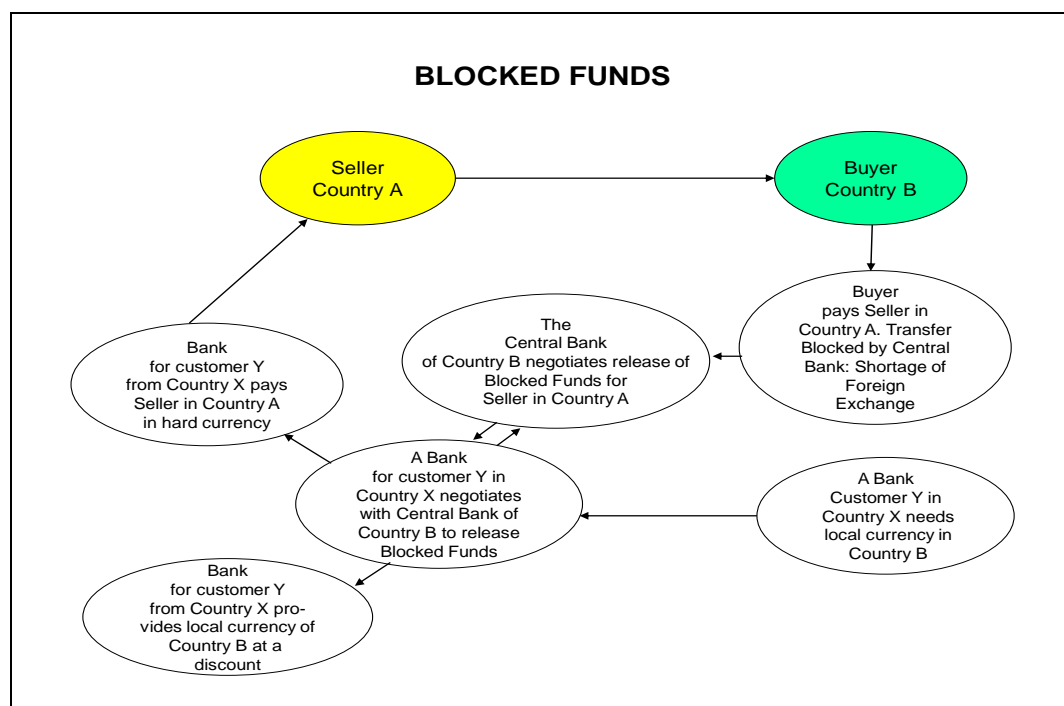 BLOCKED FUNDS
Seller
Country A
Buyer
Country B
Buyer
pays Seller in
Country A. Transfer
Blocked by Central
Bank: Shortage of
Foreign
Exchange
The
Central Bank
of Country B negotiates release of
Blocked Funds for
Seller in Country A
Bank
for customer Y
from Country X pays
Seller in Country A
in hard currency
A Bank
for customer Y in
Country X negotiates
with Central Bank of
Country B to release
Blocked Funds
A Bank
Customer Y in
Country X needs
local currency in
Country B
Bank
for customer Y
from Country X pro-
vides local currency of
Country B at a
discount